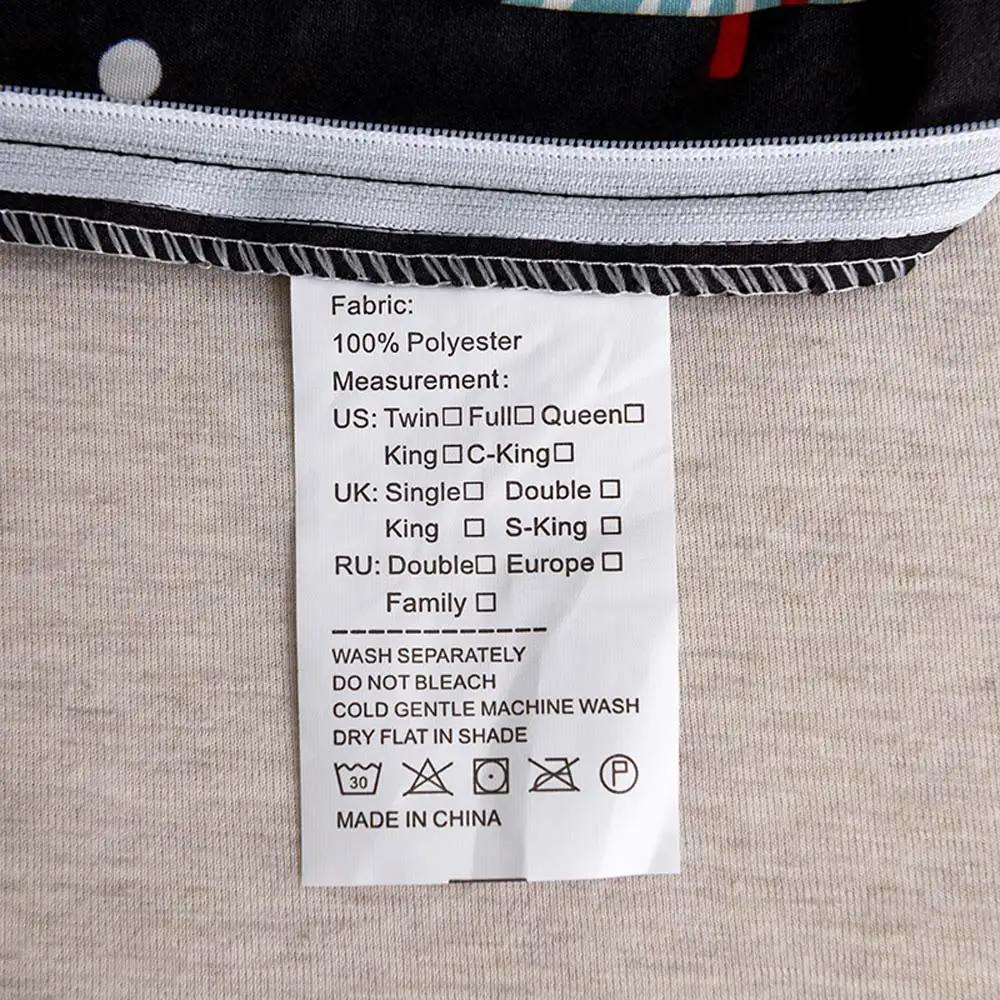 Fabric:
100% Polyester
Measurement:
US: Twin☐ Full☐ Queen☐
King☐ C-King☐
UK: Single☐ Double ☐
King ☐ S-King ☐
RU: Double☐ Europe ☐
Family ☐
WASH SEPARATELY
DO NOT BLEACH
COLD GENTLE MACHINE WASH
DRY FLAT IN SHADE
30 P
MADE IN CHINA